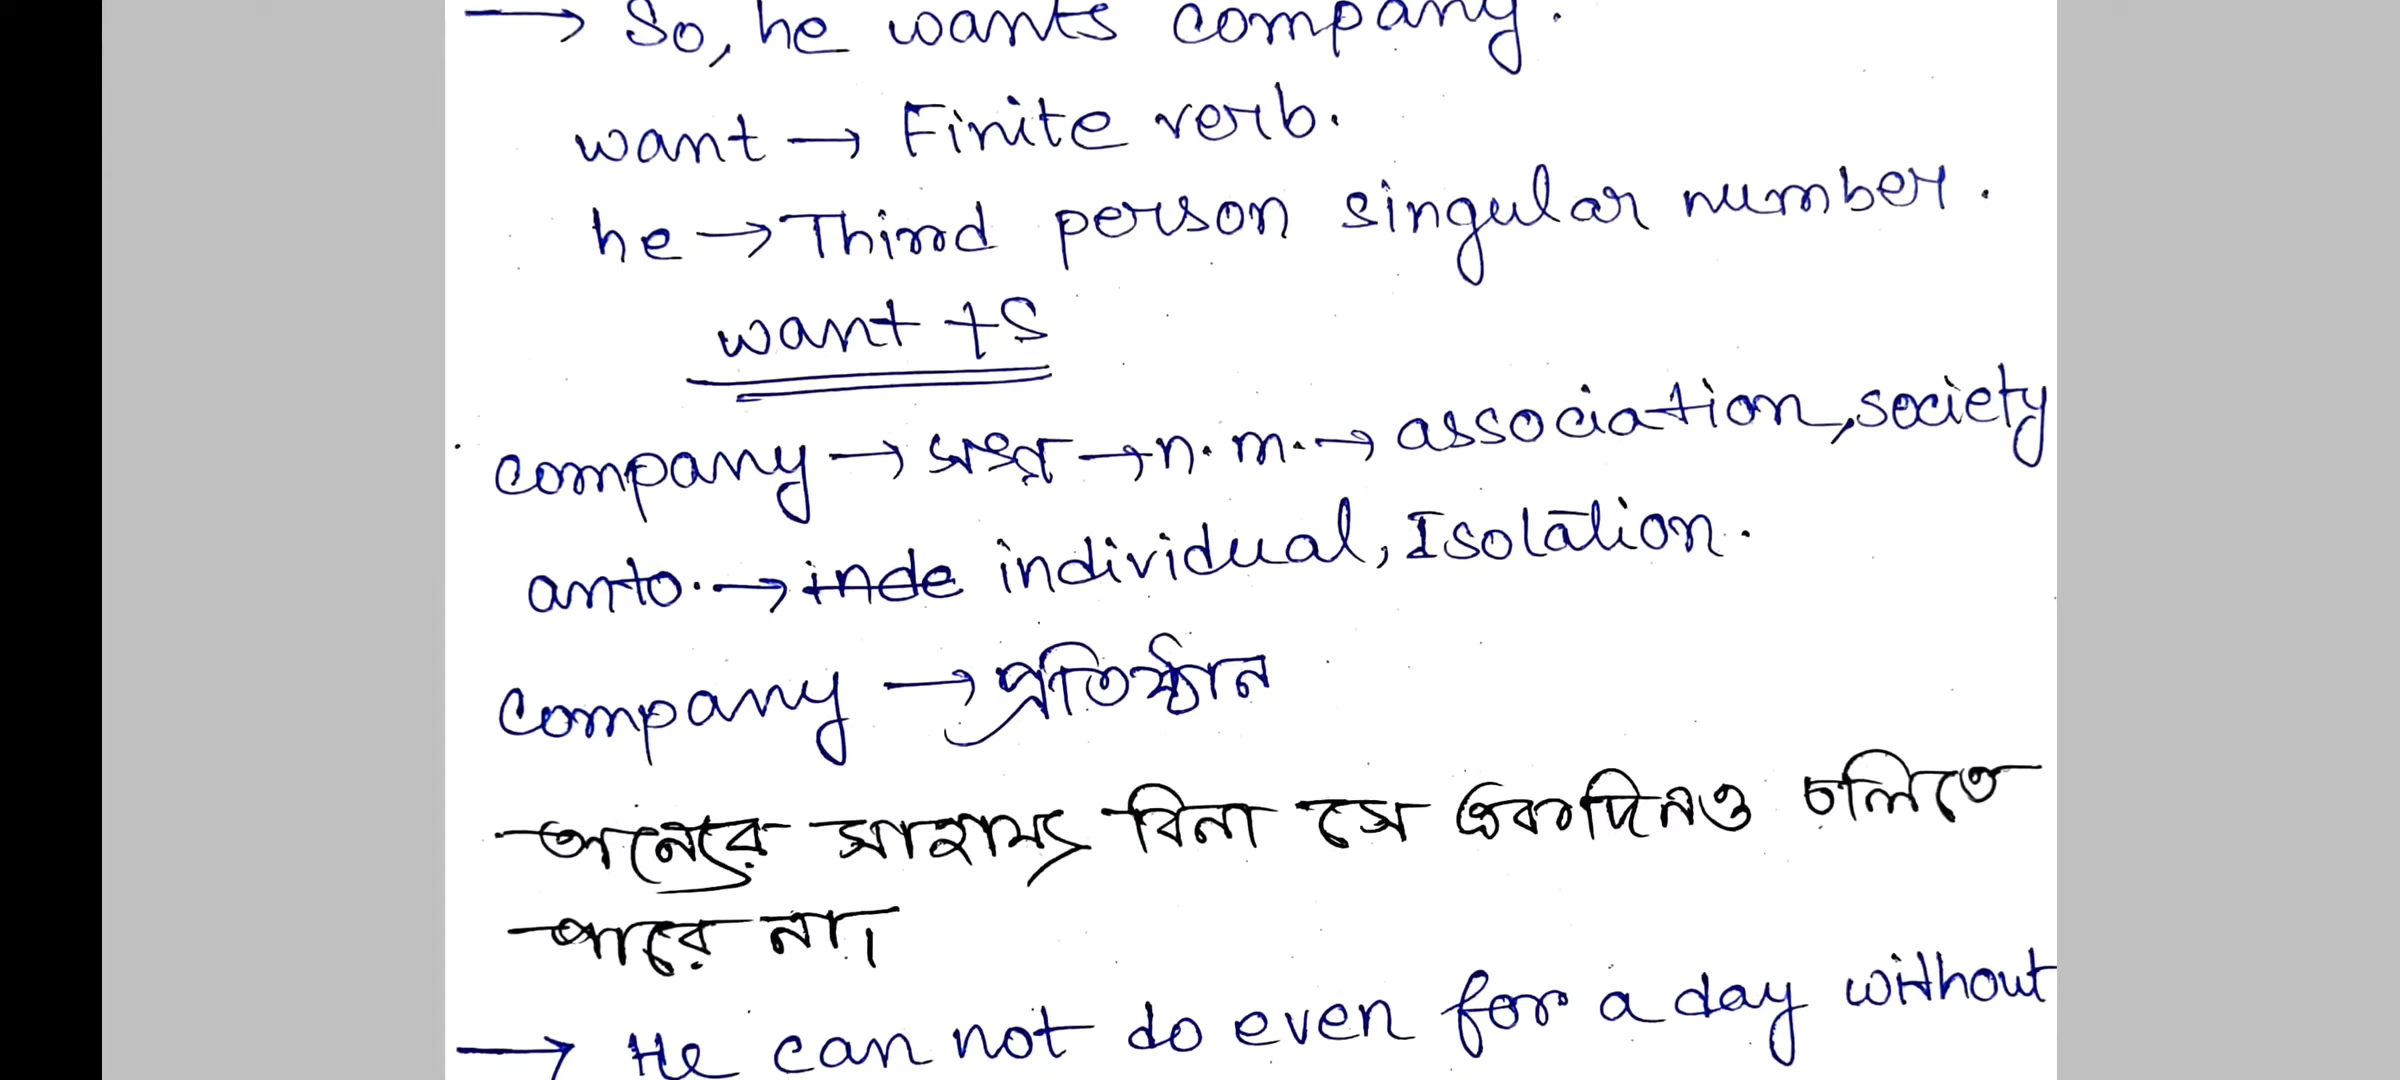 → So, he wants company.
want → Finite verb.
he → Third person singular number.
want +s
company → সঙ্গ → n. m. → association, society
anto. → inde individual, Isolation.
company → প্রতিষ্ঠান
অন্যের সাহায্য বিনা সে একদিনও চলিতে
পারে না।
→ He can not do even for a day without